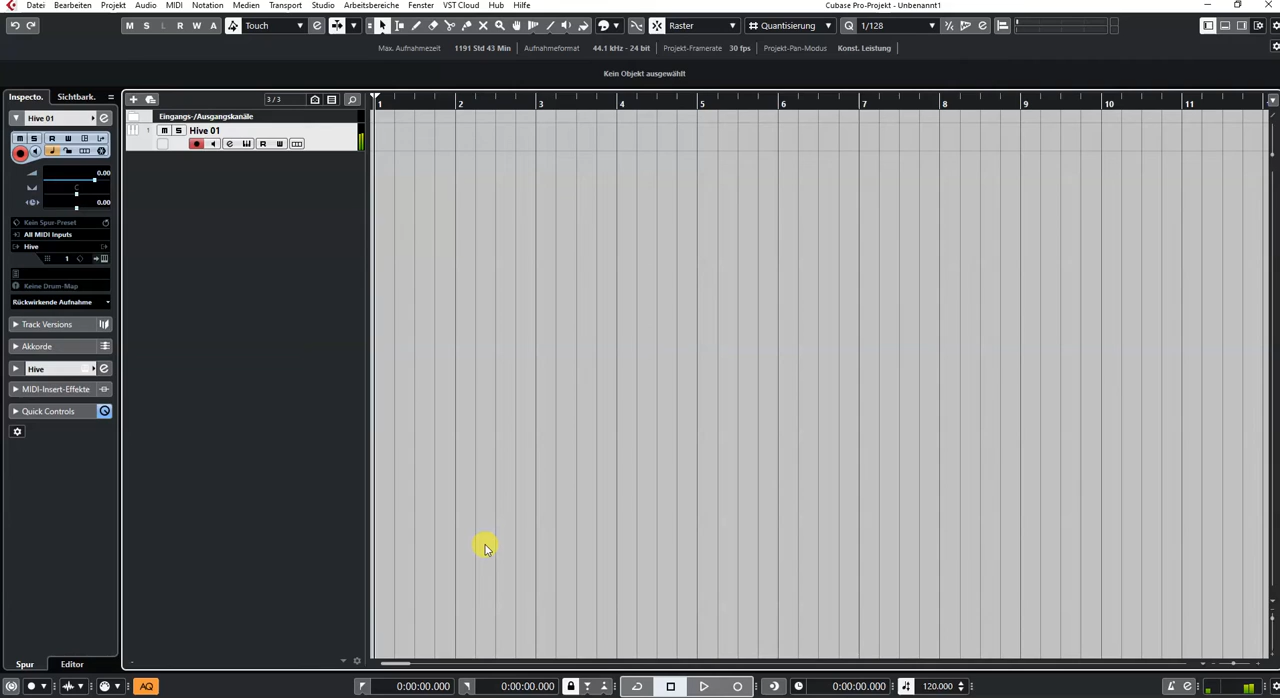 Datei Bearbeiten Projekt Audio MIDI Notation Medien Transport Studio Arbeitsbereiche Fenster VST Cloud Hub Hilfe
Cubase Pro-Projekt - Unbenannt1
M S L R W A Touch Raster Quantisierung Q 1/128
Max. Aufnahmezeit 1191 Std 43 Min Aufnahmeformat 44.1 kHz - 24 bit Projekt-Framerate 30 fps Projekt-Pan-Modus Konst. Leistung
Kein Objekt ausgewählt
Inspecto. Sichtbark.
3 / 3
1 2 3 4 5 6 7 8 9 10 11
Hive 01
Eingangs-/Ausgangskanäle
1 M S Hive 01
M S R W
R W
0.00
C
0.00
Kein Spur-Preset
All MIDI Inputs
Hive
1
Keine Drum-Map
Rückwirkende Aufnahme
Track Versions
Akkorde
Hive
MIDI-Insert-Effekte
Quick Controls
Spur Editor
AQ
0:00:00.000 0:00:00.000 0:00:00.000 120.000